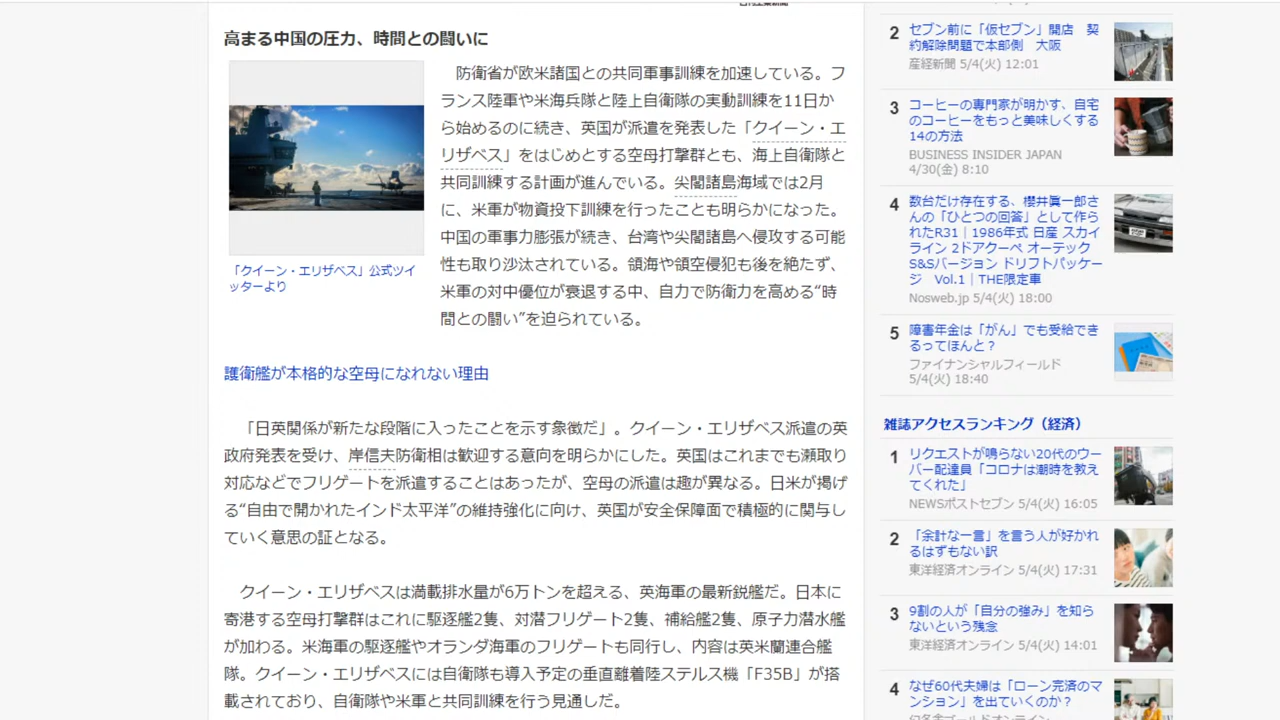 高まる中国の圧力、時間との闘いに
「クイーン・エリザベス」公式ツイ
ッターより
防衛省が欧米諸国との共同軍事訓練を加速している。フ
ランス陸軍や米海兵隊と陸上自衛隊の実動訓練を11日か
ら始めるのに続き、英国が派遣を発表した「クイーン・エ
リザベス」をはじめとする空母打撃群とも、海上自衛隊と
共同訓練する計画が進んでいる。尖閣諸島海域では2月
に、米軍が物資投下訓練を行ったことも明らかになった。
中国の軍事力膨張が続き、台湾や尖閣諸島へ侵攻する可能
性も取り沙汰されている。領海や領空侵犯も後を絶たず、
米軍の対中優位が衰退する中、自力で防衛力を高める“時
間との闘い”を迫られている。
護衛艦が本格的な空母になれない理由
「日英関係が新たな段階に入ったことを示す象徴だ」。クイーン・エリザベス派遣の英
政府発表を受け、岸信夫防衛相は歓迎する意向を明らかにした。英国はこれまでも瀬取り
対応などでフリゲートを派遣することはあったが、空母の派遣は趣が異なる。日米が掲げ
る“自由で開かれたインド太平洋”の維持強化に向け、英国が安全保障面で積極的に関与し
ていく意思の証となる。
クイーン・エリザベスは満載排水量が6万トンを超える、英海軍の最新鋭艦だ。日本に
寄港する空母打撃群はこれに駆逐艦2隻、対潜フリゲート2隻、補給艦2隻、原子力潜水艦
が加わる。米海軍の駆逐艦やオランダ海軍のフリゲートも同行し、内容は英米蘭連合艦
隊。クイーン・エリザベスには自衛隊も導入予定の垂直離着陸ステルス機「F35B」が搭
載されており、自衛隊や米軍と共同訓練を行う見通しだ。
2 セブン前に「仮セブン」開店 契
約解除問題で本部側 大阪
産経新聞 5/4(火) 12:01
3 コーヒーの専門家が明かす、自宅
のコーヒーをもっと美味しくする
14の方法
BUSINESS INSIDER JAPAN
4/30(金) 8:10
4 数台だけ存在する、櫻井眞一郎さ
んの「ひとつの回答」として作ら
れたR31｜1986年式 日産 スカイ
ライン 2ドアクーペ オーテック
S&Sバージョン ドリフトパッケー
ジ Vol.1｜THE限定車
Nosweb.jp 5/4(火) 18:00
5 障害年金は「がん」でも受給でき
るってほんと？
ファイナンシャルフィールド
5/4(火) 18:40
雑誌アクセスランキング（経済）
1 リクエストが鳴らない20代のウー
バー配達員「コロナは潮時を教え
てくれた」
NEWSポストセブン 5/4(火) 16:05
2 「余計な一言」を言う人が好かれ
るはずもない訳
東洋経済オンライン 5/4(火) 17:31
3 9割の人が「自分の強み」を知ら
ないという残念
東洋経済オンライン 5/4(火) 14:01
4 なぜ60代夫婦は「ローン完済のマ
ンション」を出ていくのか？